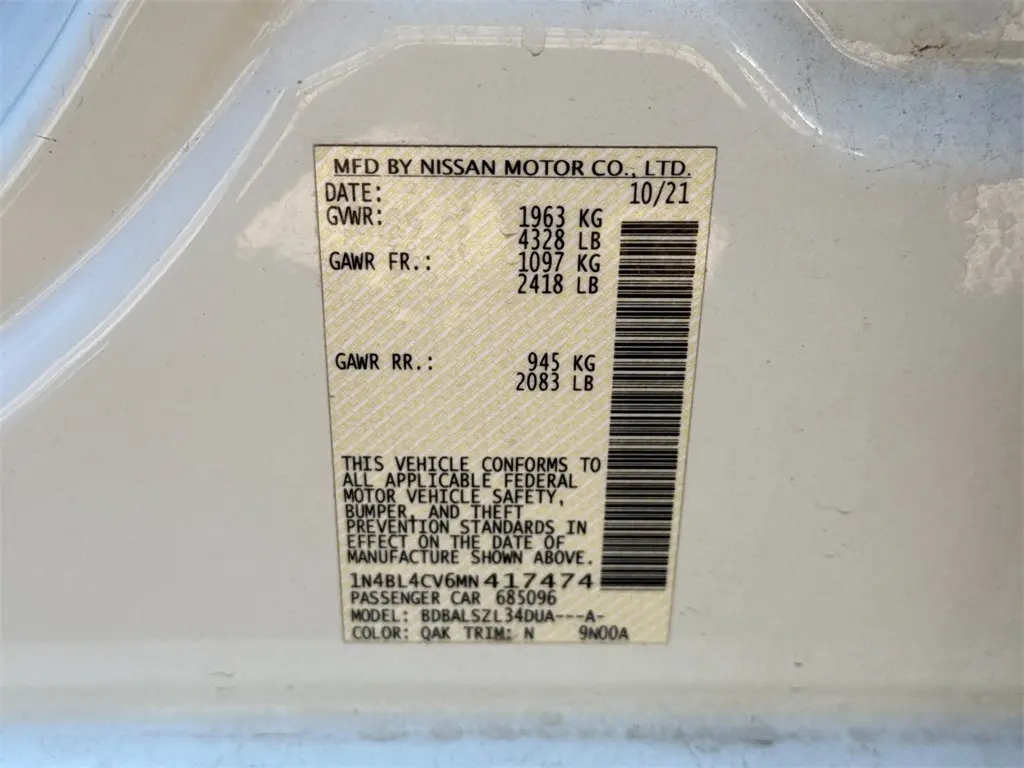 MFD BY NISSAN MOTOR CO., LTD.
DATE: 10/21
GVWR: 1963 KG
4328 LB
GAWR FR.: 1097 KG
2418 LB
GAWR RR.: 945 KG
2083 LB
THIS VEHICLE CONFORMS TO
ALL APPLICABLE FEDERAL
MOTOR VEHICLE SAFETY,
BUMPER, AND THEFT
PREVENTION STANDARDS IN
EFFECT ON THE DATE OF
MANUFACTURE SHOWN ABOVE.
1N4BL4CV6MN417474
PASSENGER CAR 685096
MODEL: BDBALSZL34DUA---A-
COLOR: QAK TRIM: N 9N00A